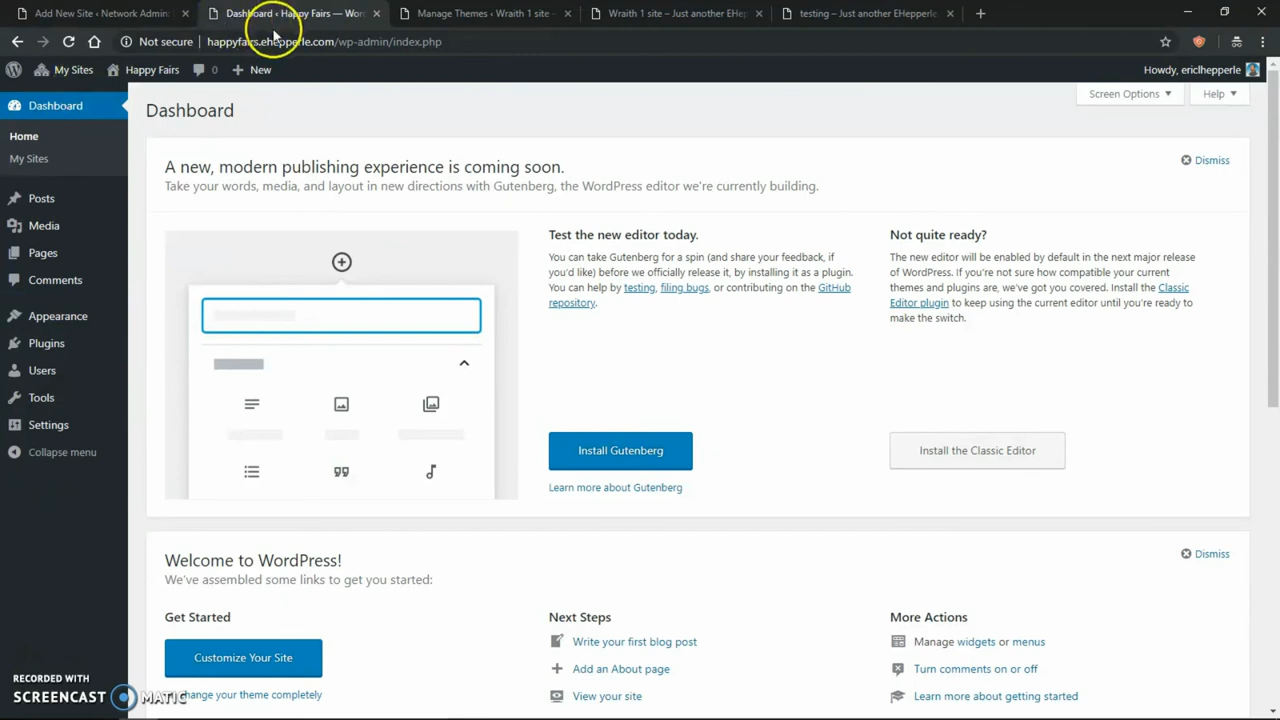 Add New Site ‹ Network Admin:
Dashboard ‹ Happy Fairs — Wor
Manage Themes ‹ Wraith 1 site –
Wraith 1 site – Just another EHep
testing – Just another EHepperle.
Not secure
happyfairs.ehepperle.com/wp-admin/index.php
My Sites
Happy Fairs
0
New
Howdy, ericlhepperle
Dashboard
Home
My Sites
Posts
Media
Pages
Comments
Appearance
Plugins
Users
Tools
Settings
Collapse menu
Screen Options
Help
Dashboard
A new, modern publishing experience is coming soon.
Dismiss
Take your words, media, and layout in new directions with Gutenberg, the WordPress editor we're currently building.
Test the new editor today.
You can take Gutenberg for a spin (and share your feedback, if
you'd like) before we officially release it, by installing it as a plugin.
You can help by testing, filing bugs, or contributing on the GitHub
repository.
Install Gutenberg
Learn more about Gutenberg
Not quite ready?
The new editor will be enabled by default in the next major release
of WordPress. If you're not sure how compatible your current
themes and plugins are, we've got you covered. Install the Classic
Editor plugin to keep using the current editor until you're ready to
make the switch.
Install the Classic Editor
Welcome to WordPress!
Dismiss
We've assembled some links to get you started:
Get Started
Customize Your Site
change your theme completely
Next Steps
Write your first blog post
Add an About page
View your site
More Actions
Manage widgets or menus
Turn comments on or off
Learn more about getting started
RECORDED WITH
SCREENCAST MATIC